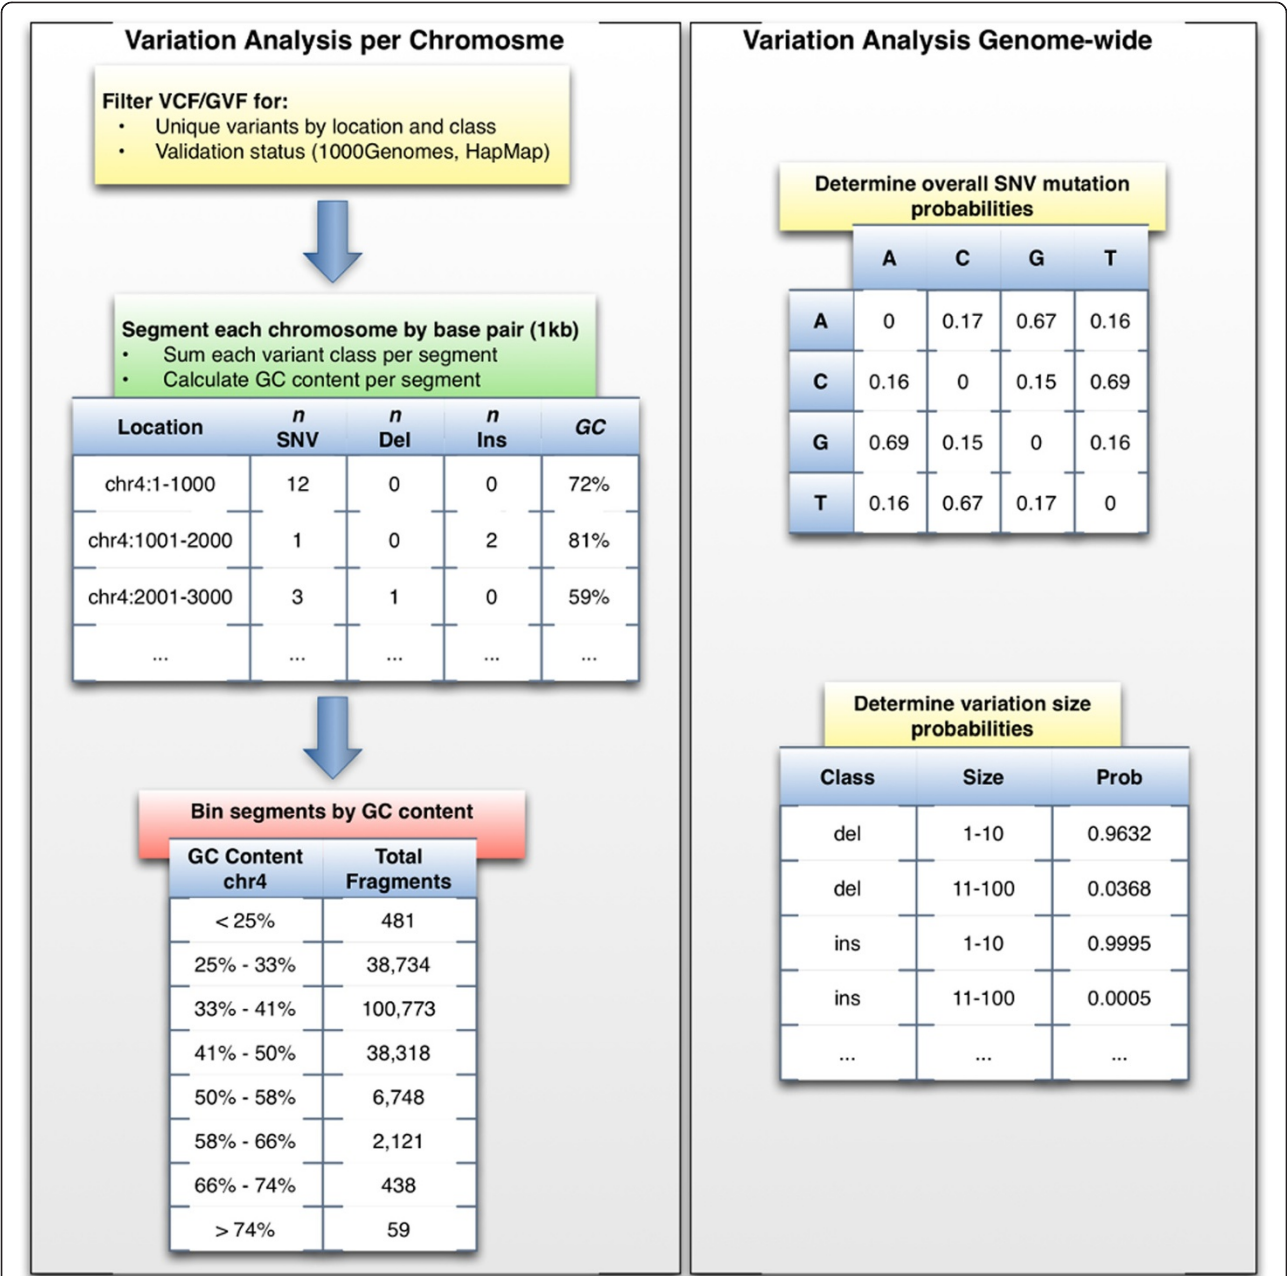 Variation Analysis per Chromosme
Filter VCF/GVF for:
• Unique variants by location and class
• Validation status (1000Genomes, HapMap)
Segment each chromosome by base pair (1kb)
• Sum each variant class per segment
• Calculate GC content per segment
Location n SNV n Del n Ins GC
chr4:1-1000 12 0 0 72%
chr4:1001-2000 1 0 2 81%
chr4:2001-3000 3 1 0 59%
... ... ... ... ...
Bin segments by GC content
GC Content chr4 Total Fragments
< 25% 481
25% - 33% 38,734
33% - 41% 100,773
41% - 50% 38,318
50% - 58% 6,748
58% - 66% 2,121
66% - 74% 438
> 74% 59
Variation Analysis Genome-wide
Determine overall SNV mutation
probabilities
A C G T
A 0 0.17 0.67 0.16
C 0.16 0 0.15 0.69
G 0.69 0.15 0 0.16
T 0.16 0.67 0.17 0
Determine variation size
probabilities
Class Size Prob
del 1-10 0.9632
del 11-100 0.0368
ins 1-10 0.9995
ins 11-100 0.0005
... ... ...